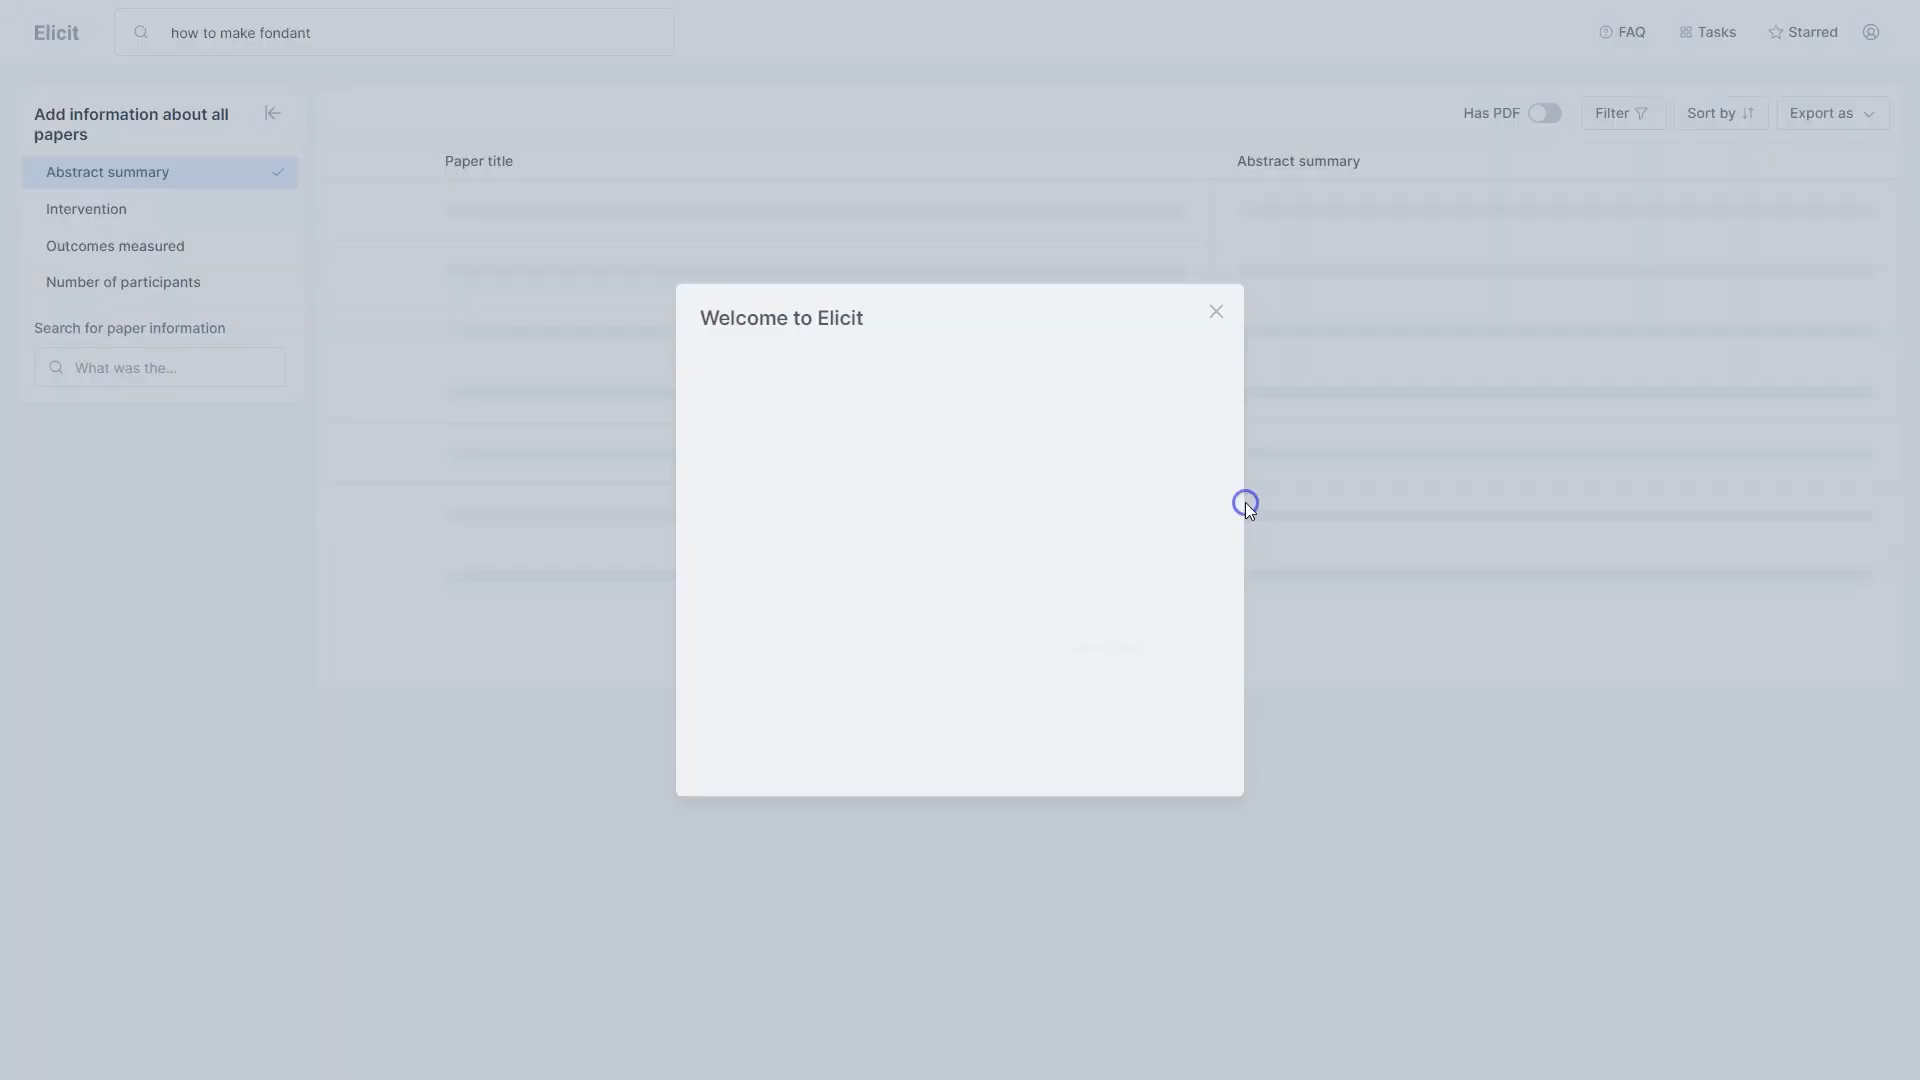 Elicit
how to make fondant
FAQ
Tasks
Starred
Add information about all
papers
Abstract summary
Intervention
Outcomes measured
Number of participants
Search for paper information
What was the...
Has PDF
Filter
Sort by
Export as
Paper title
Abstract summary
Welcome to Elicit